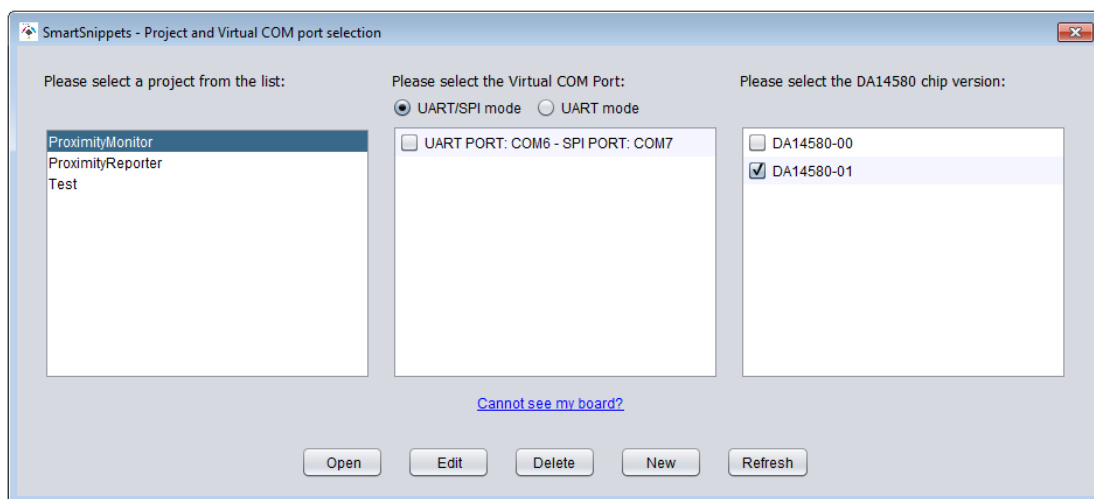 SmartSnippets - Project and Virtual COM port selection
Please select a project from the list:
ProximityMonitor
ProximityReporter
Test
Please select the Virtual COM Port:
UART/SPI mode UART mode
UART PORT: COM6 - SPI PORT: COM7
Please select the DA14580 chip version:
DA14580-00
DA14580-01
Cannot see my board?
Open Edit Delete New Refresh